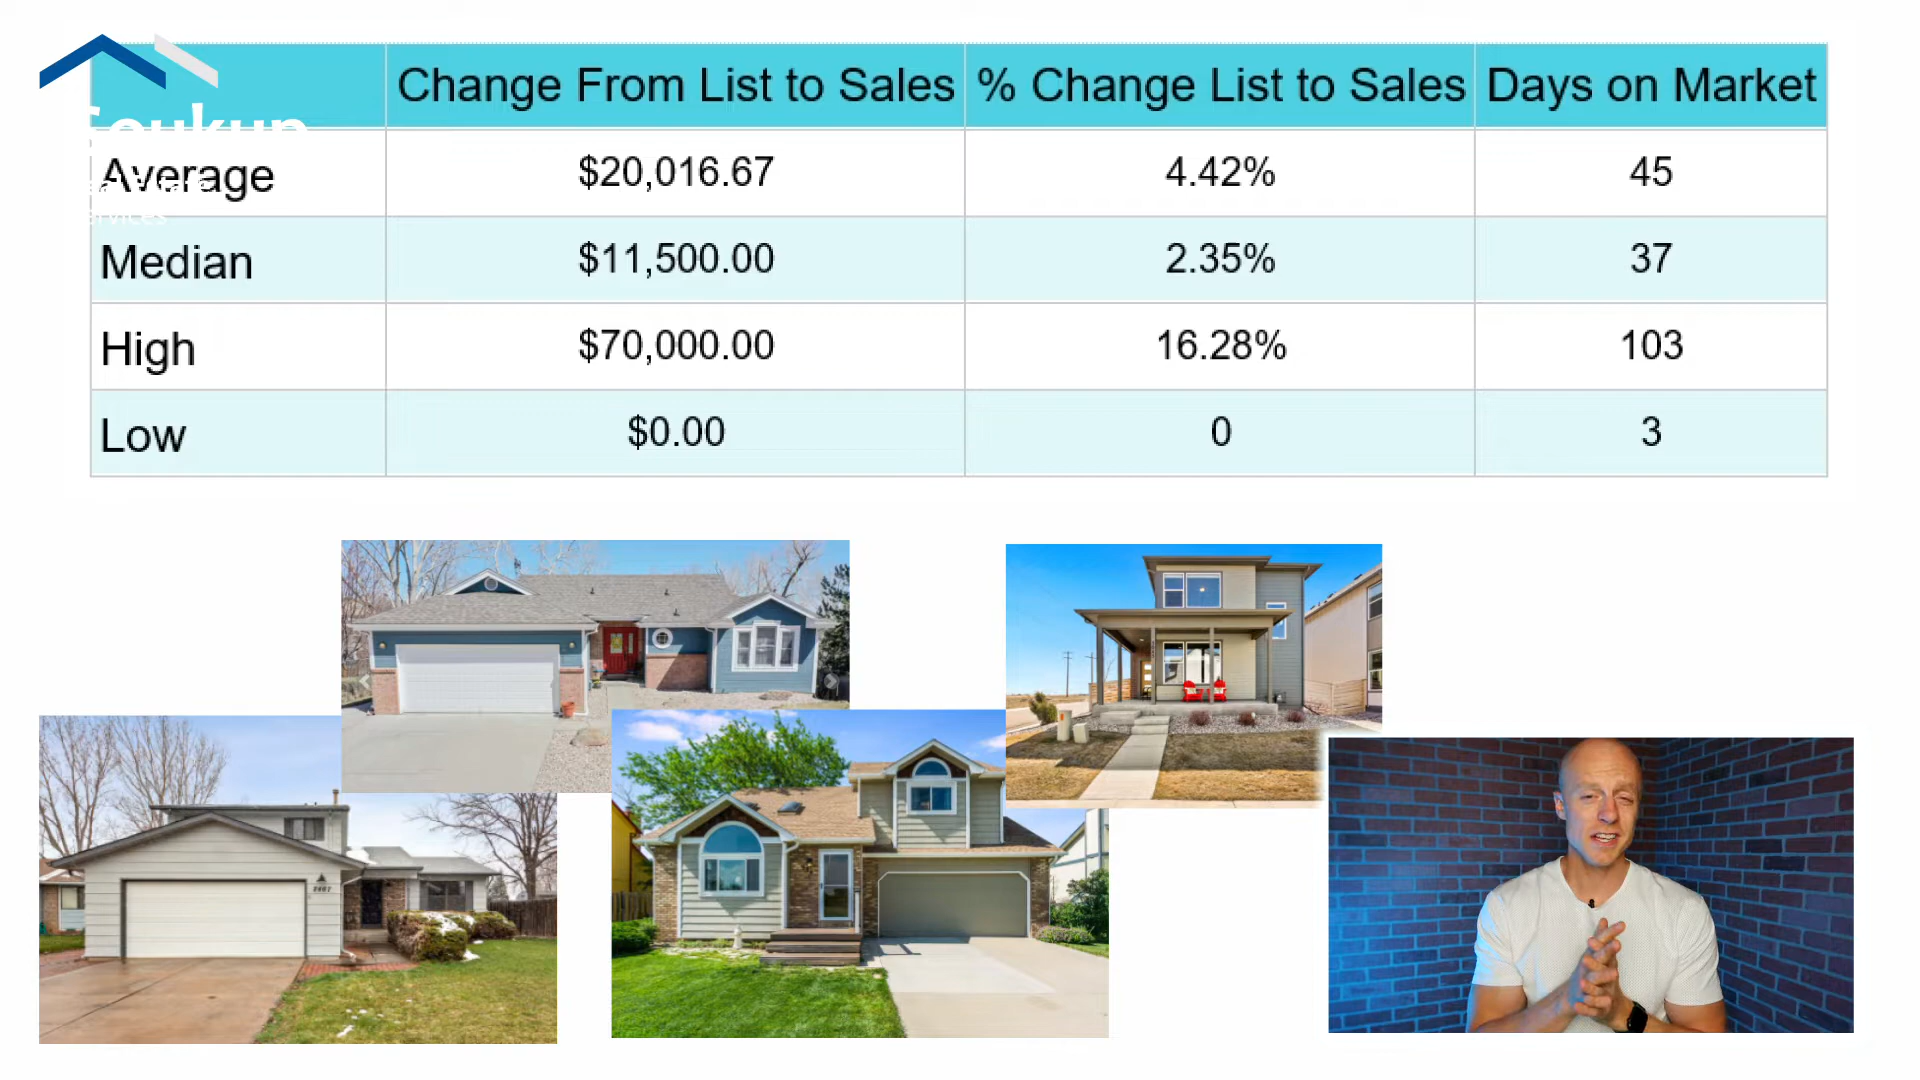 Change From List to Sales % Change List to Sales Days on Market
Soukup
Average $20,016.67 4.42% 45
Services
Median $11,500.00 2.35% 37
High $70,000.00 16.28% 103
Low $0.00 0 3